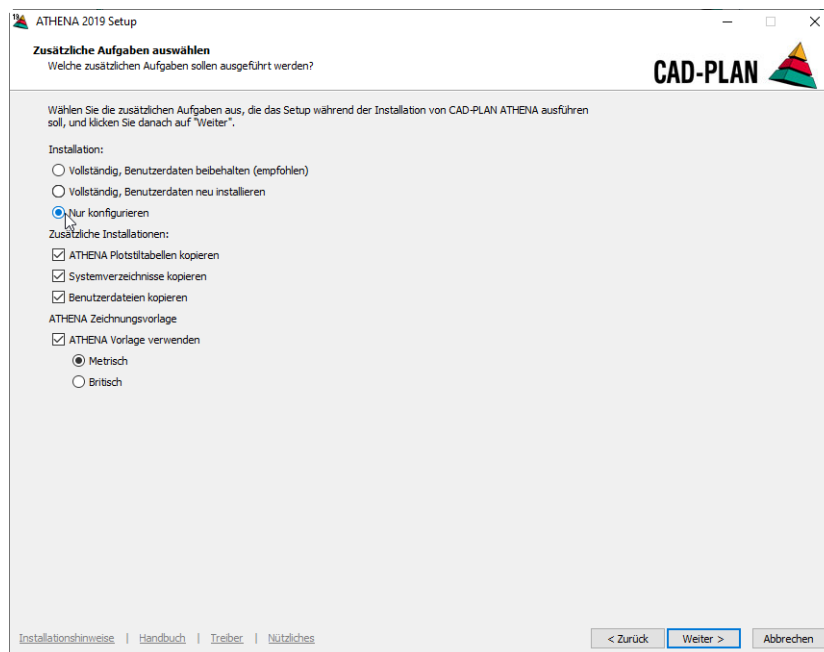 ATHENA 2019 Setup
Zusätzliche Aufgaben auswählen
Welche zusätzlichen Aufgaben sollen ausgeführt werden?
CAD-PLAN
Wählen Sie die zusätzlichen Aufgaben aus, die das Setup während der Installation von CAD-PLAN ATHENA ausführen
soll, und klicken Sie danach auf "Weiter".
Installation:
Vollständig, Benutzerdaten beibehalten (empfohlen)
Vollständig, Benutzerdaten neu installieren
Nur konfigurieren
Zusätzliche Installationen:
ATHENA Plotstiltabellen kopieren
Systemverzeichnisse kopieren
Benutzerdateien kopieren
ATHENA Zeichnungsvorlage
ATHENA Vorlage verwenden
Metrisch
Britisch
Installationshinweise | Handbuch | Treiber | Nützliches
< Zurück Weiter > Abbrechen